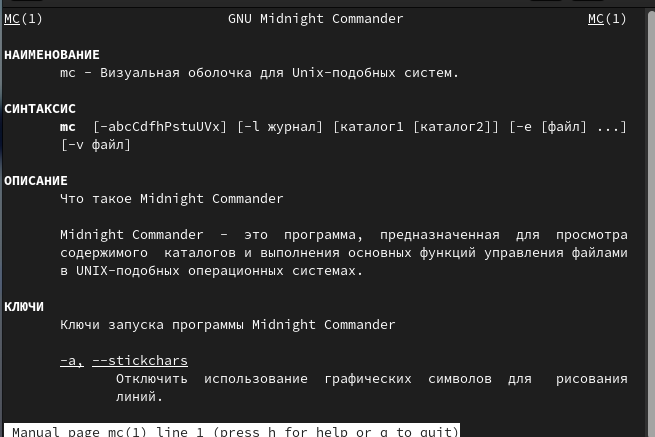 MC(1) GNU Midnight Commander MC(1)
НАИМЕНОВАНИЕ
mc - Визуальная оболочка для Unix-подобных систем.
СИНТАКСИС
mc [-abcCdfhPstuUVx] [-l журнал] [каталог1 [каталог2]] [-e [файл] ...]
[-v файл]
ОПИСАНИЕ
Что такое Midnight Commander
Midnight Commander - это программа, предназначенная для просмотра
содержимого каталогов и выполнения основных функций управления файлами
в UNIX-подобных операционных системах.
КЛЮЧИ
Ключи запуска программы Midnight Commander
-a, --stickchars
Отключить использование графических символов для рисования
линий.
Manual page mc(1) line 1 (press h for help or q to quit)